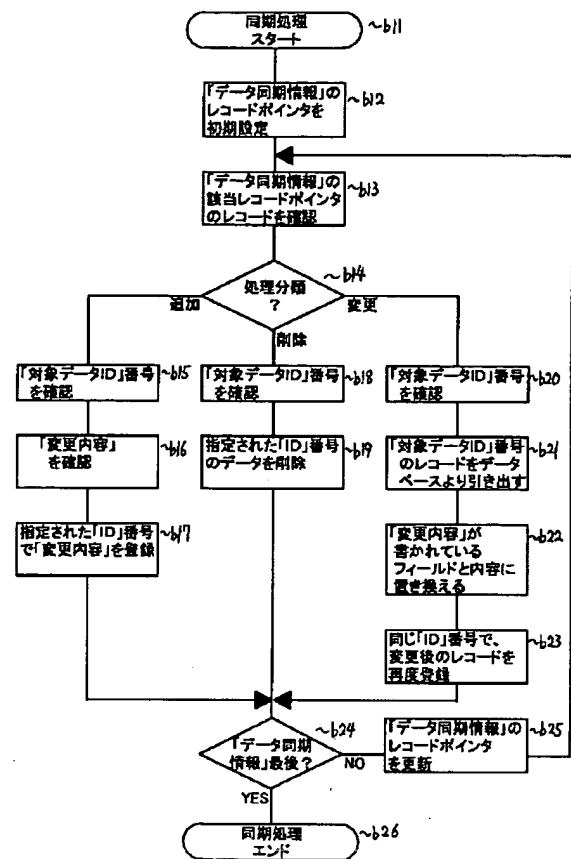 同期処理
スタート
~b11
「データ同期情報」の
レコードポインタを
初期設定
~b12
「データ同期情報」の
該当レコードポインタ
のレコードを確認
~b13
処理分類
?
~b14
追加
削除
変更
「対象データID」番号
を確認
~b15
「変更内容」
を確認
~b16
指定された「ID」番号
で「変更内容」を登録
~b17
「対象データID」番号
を確認
~b18
指定された「ID」番号
のデータを削除
~b19
「対象データID」番号
を確認
~b20
「対象データID」番号
のレコードをデータ
ベースより引き出す
~b21
「変更内容」が
書かれている
フィールドと内容に
置き換える
~b22
同じ「ID」番号で、
変更後のレコードを
再度登録
~b23
「データ同期
情報」最後?
~b24
NO
YES
「データ同期情報」の
レコードポインタ
を更新
~b25
同期処理
エンド
~b26